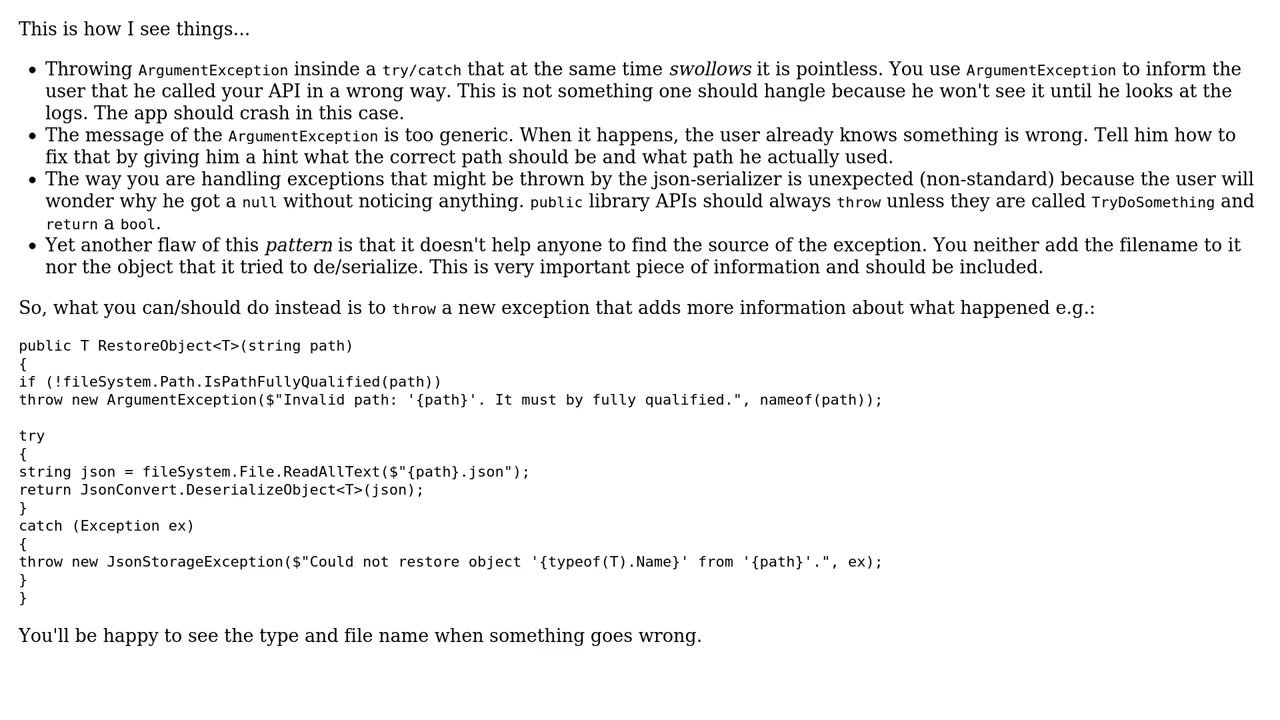 This is how I see things...
• Throwing ArgumentException insinde a try/catch that at the same time swollows it is pointless. You use ArgumentException to inform the
user that he called your API in a wrong way. This is not something one should hangle because he won't see it until he looks at the
logs. The app should crash in this case.
• The message of the ArgumentException is too generic. When it happens, the user already knows something is wrong. Tell him how to
fix that by giving him a hint what the correct path should be and what path he actually used.
• The way you are handling exceptions that might be thrown by the json-serializer is unexpected (non-standard) because the user will
wonder why he got a null without noticing anything. public library APIs should always throw unless they are called TryDoSomething and
return a bool.
• Yet another flaw of this pattern is that it doesn't help anyone to find the source of the exception. You neither add the filename to it
nor the object that it tried to de/serialize. This is very important piece of information and should be included.
So, what you can/should do instead is to throw a new exception that adds more information about what happened e.g.:
public T RestoreObject<T>(string path)
{
if (!fileSystem.Path.IsPathFullyQualified(path))
throw new ArgumentException($"Invalid path: '{path}'. It must by fully qualified.", nameof(path));

try
{
string json = fileSystem.File.ReadAllText($"{path}.json");
return JsonConvert.DeserializeObject<T>(json);
}
catch (Exception ex)
{
throw new JsonStorageException($"Could not restore object '{typeof(T).Name}' from '{path}'.", ex);
}
}
You'll be happy to see the type and file name when something goes wrong.